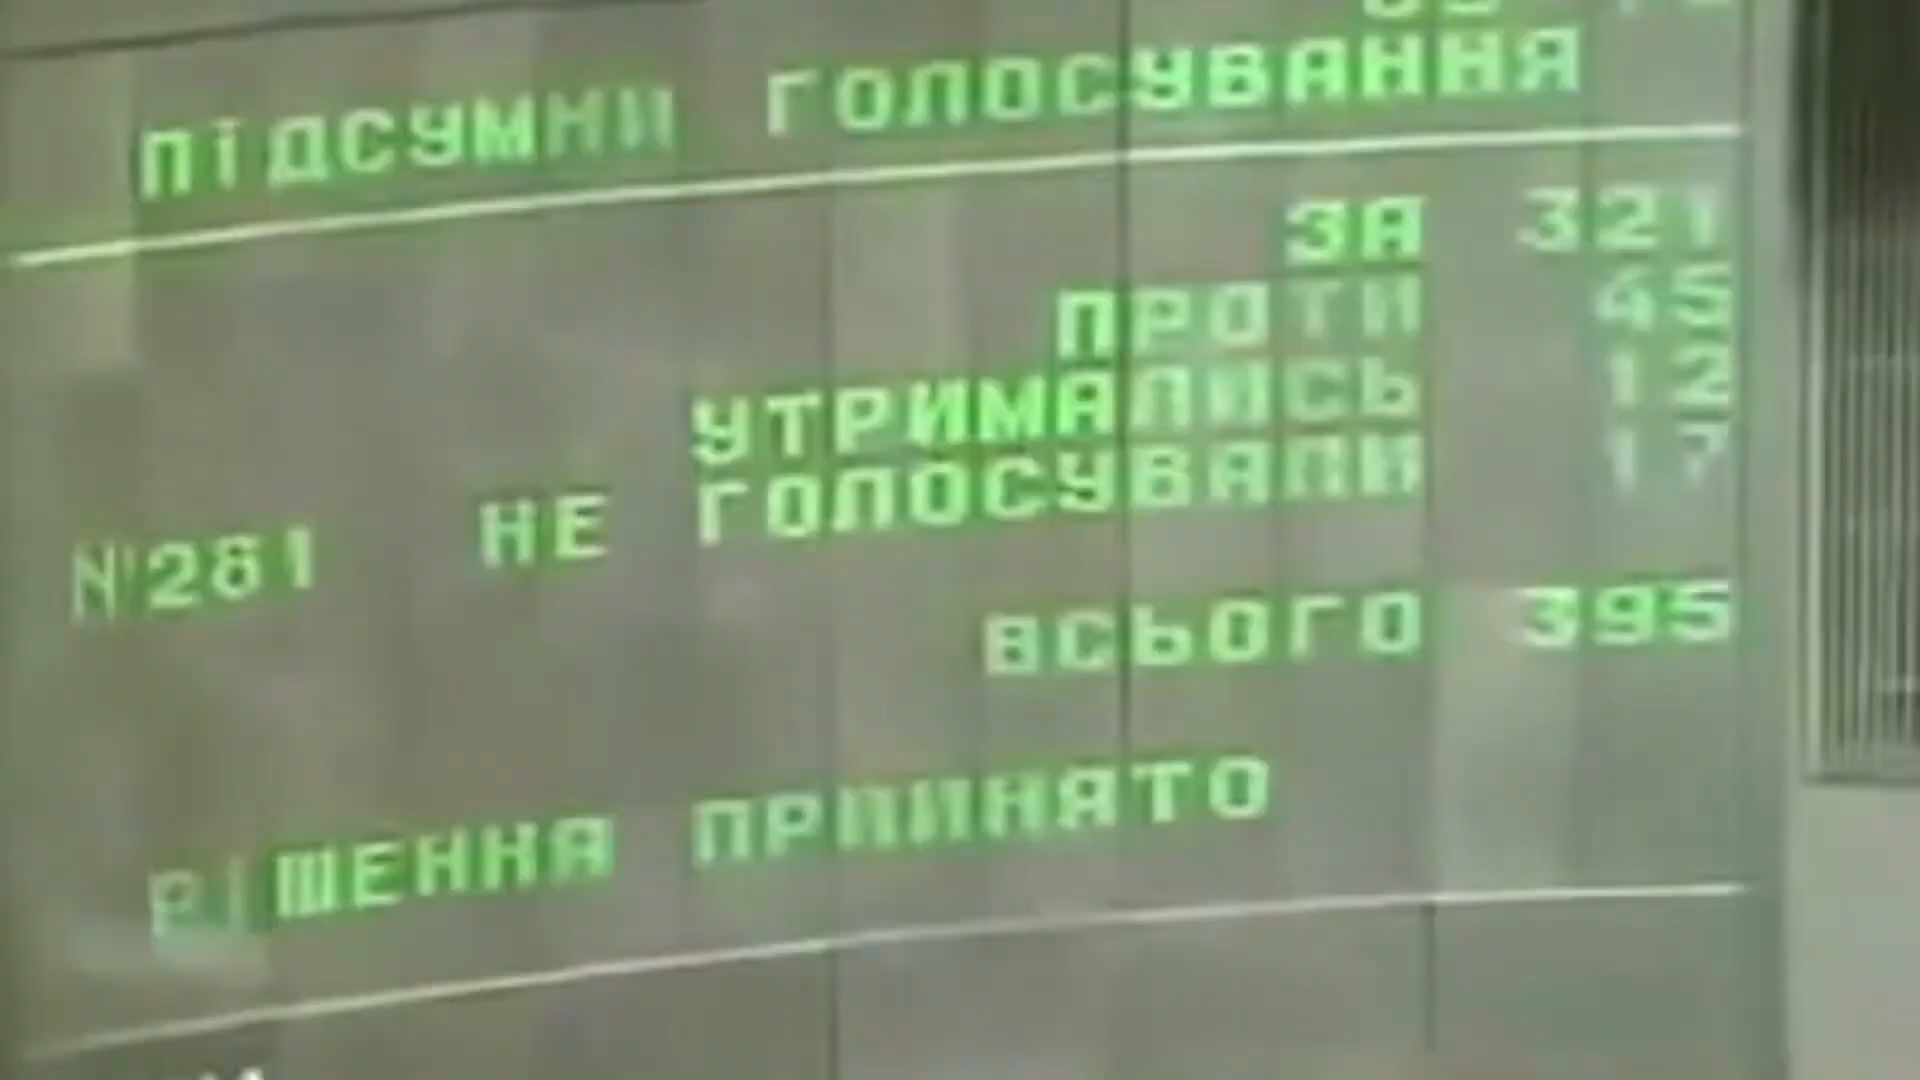 ПІДСУМКИ ГОЛОСУВАННЯ
ЗА 321
ПРОТИ 45
УТРИМАЛИСЬ 12
№281 НЕ ГОЛОСУВАЛИ 17
ВСЬОГО 395
РІШЕННЯ ПРИЙНЯТО